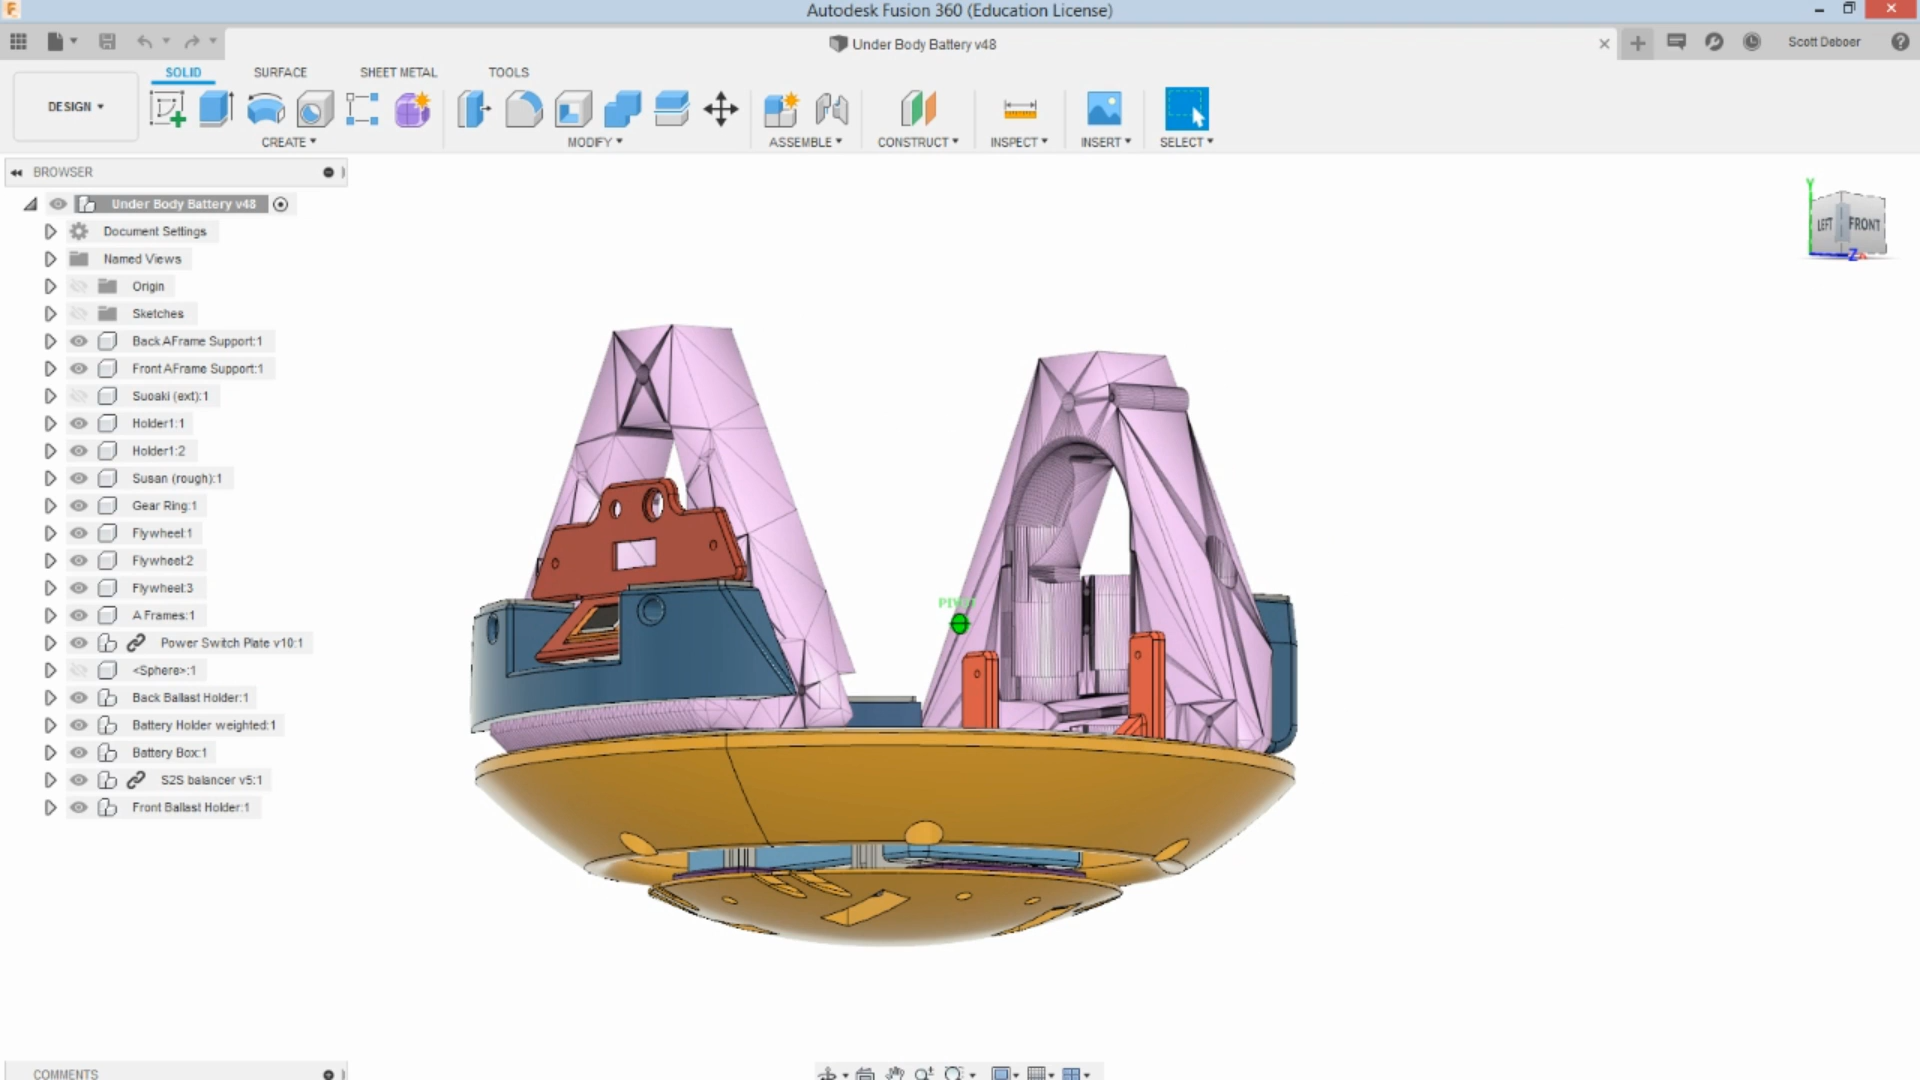 Autodesk Fusion 360 (Education License)
Under Body Battery v48
Scott Deboer
DESIGN
SOLID
SURFACE
SHEET METAL
TOOLS
CREATE
MODIFY
ASSEMBLE
CONSTRUCT
INSPECT
INSERT
SELECT
BROWSER
Under Body Battery v48
Document Settings
Named Views
Origin
Sketches
Back AFrame Support:1
Front AFrame Support:1
Suoaki (ext):1
Holder1:1
Holder1:2
Susan (rough):1
Gear Ring:1
Flywheel:1
Flywheel:2
Flywheel:3
A Frames:1
Power Switch Plate v10:1
<Sphere>:1
Back Ballast Holder:1
Battery Holder weighted:1
Battery Box:1
S2S balancer v5:1
Front Ballast Holder:1
Y
LEFT
FRONT
Z
COMMENTS